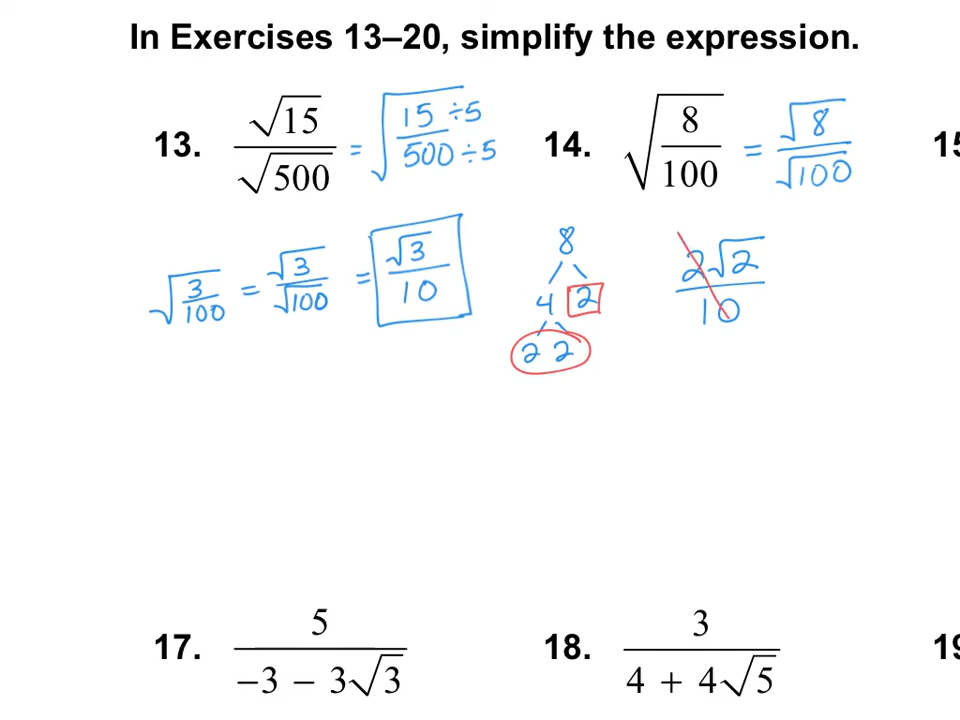 In Exercises 13–20, simplify the expression.
13. √15/√500 = √(15 ÷5/500 ÷5)
14. √(8/100) = √8/√100
15
√(3/100) = √3/√100 = √3/10
8
4 2
2 2
2√2/10
17. 5/(−3 − 3√3)
18. 3/(4 + 4√5)
19